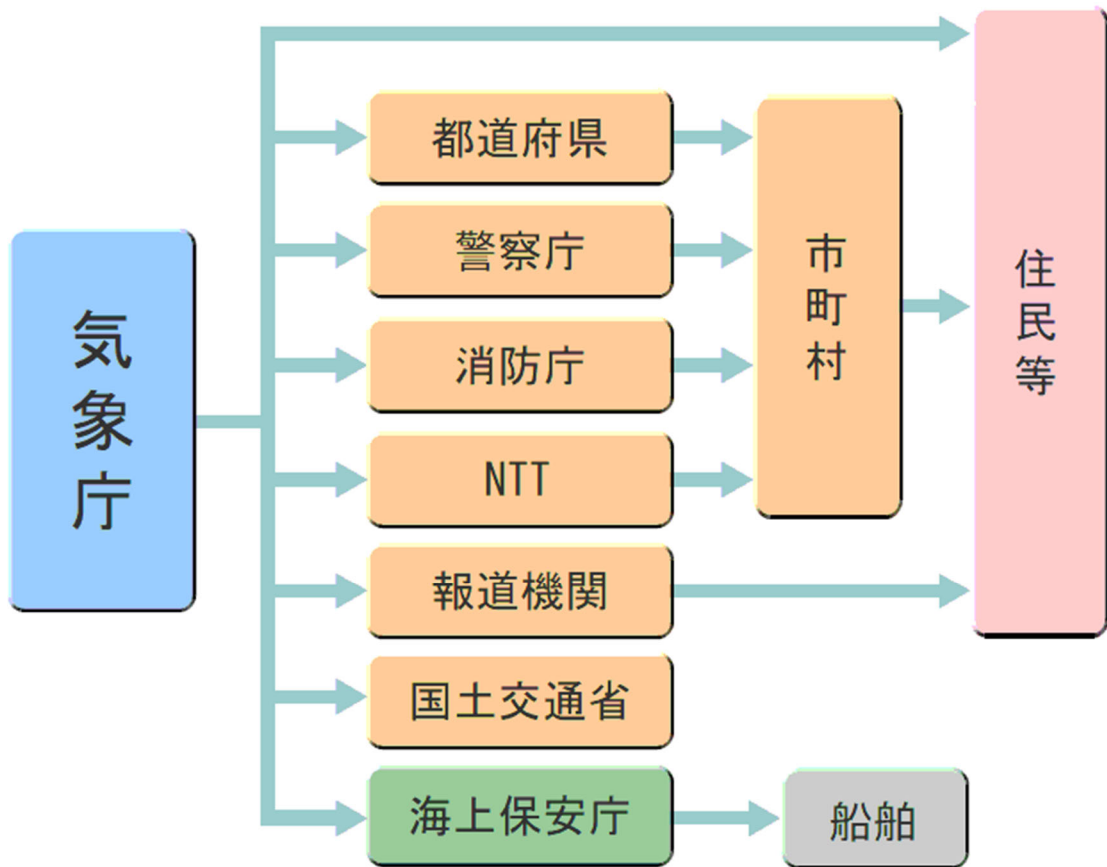 気象庁
都道府県
警察庁
消防庁
NTT
報道機関
国土交通省
海上保安庁
市町村
船舶
住民等